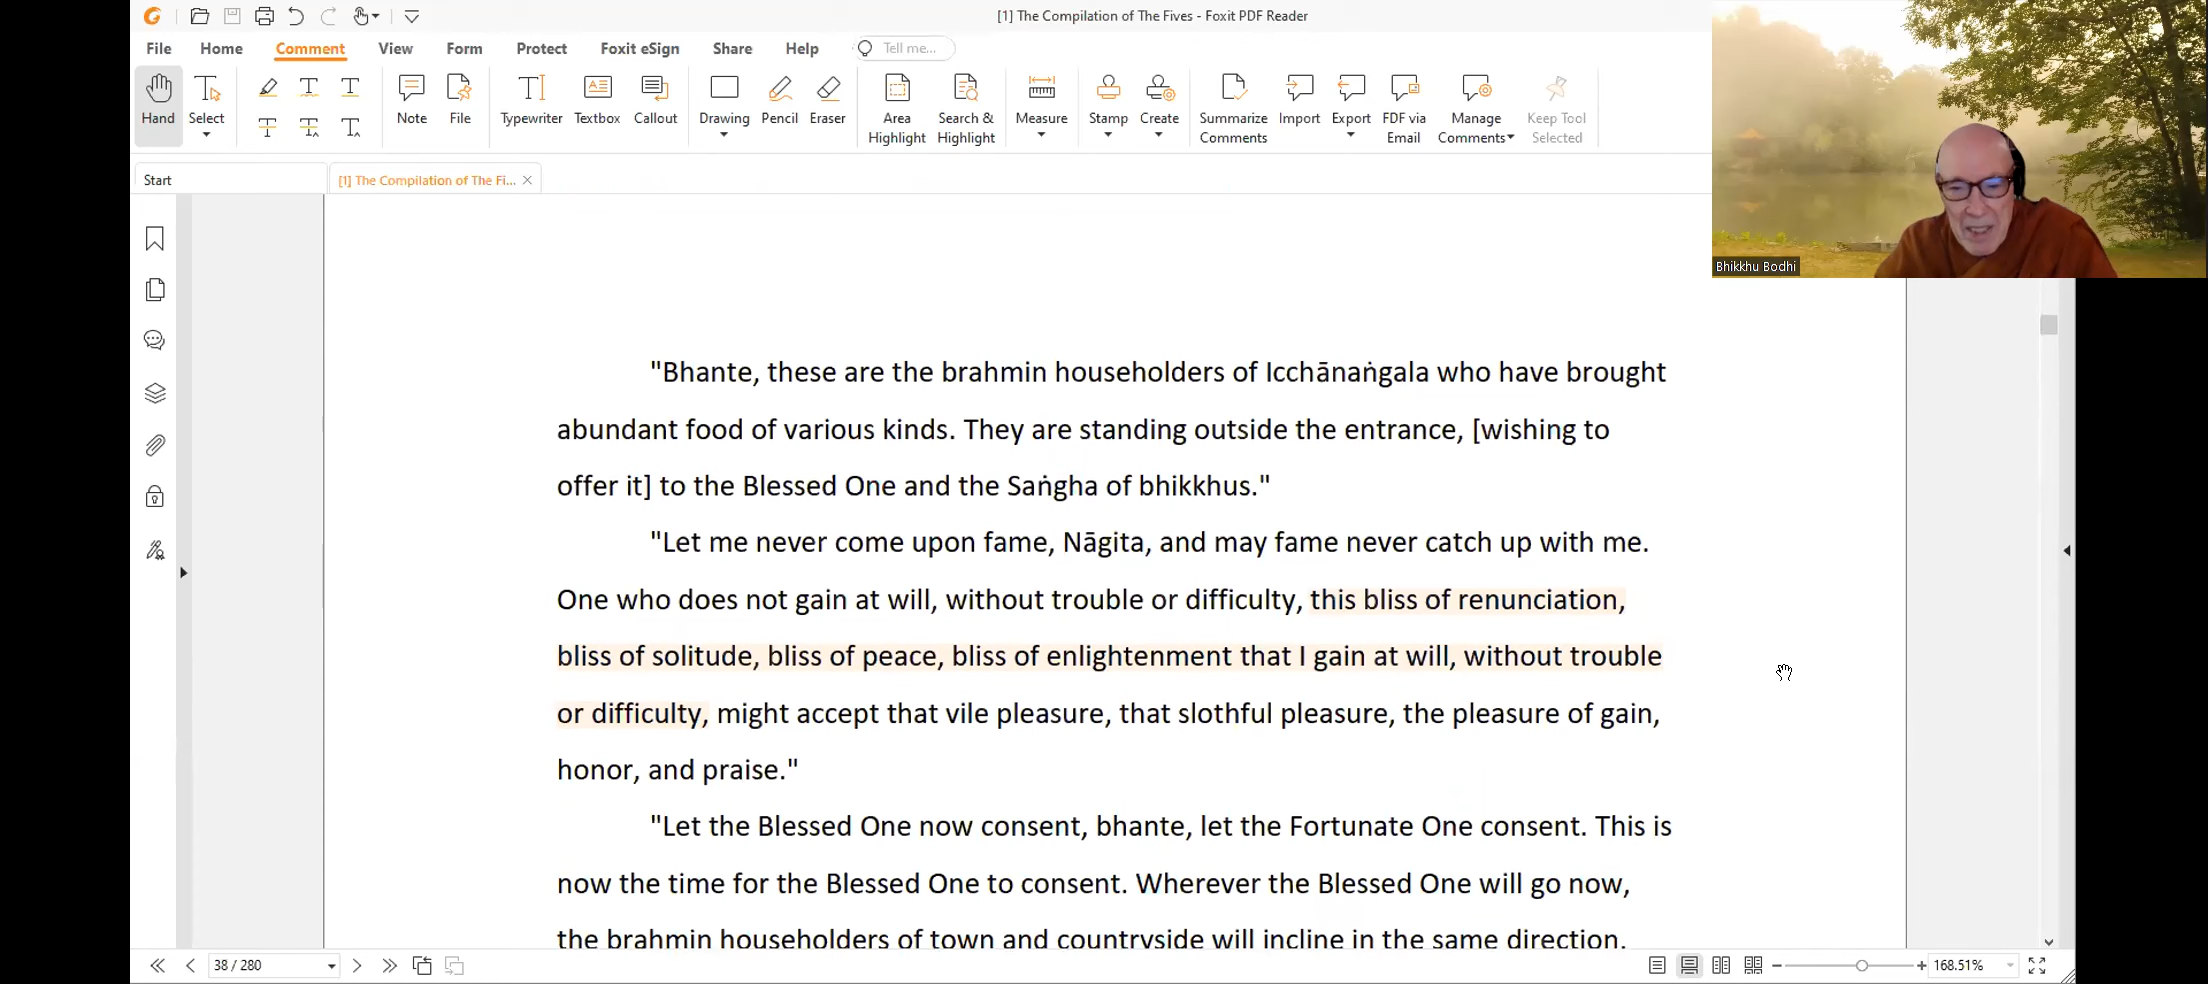 [1] The Compilation of The Fives - Foxit PDF Reader
File Home Comment View Form Protect Foxit eSign Share Help Tell me...
Hand Select Note File Typewriter Textbox Callout Drawing Pencil Eraser Area Highlight Search & Highlight Measure Stamp Create Summarize Comments Import Export FDF via Email Manage Comments Keep Tool Selected
Bhikkhu Bodhi
Start [1] The Compilation of The Fi...
"Bhante, these are the brahmin householders of Icchānaṅgala who have brought
abundant food of various kinds. They are standing outside the entrance, [wishing to
offer it] to the Blessed One and the Saṅgha of bhikkhus."
"Let me never come upon fame, Nāgita, and may fame never catch up with me.
One who does not gain at will, without trouble or difficulty, this bliss of renunciation,
bliss of solitude, bliss of peace, bliss of enlightenment that I gain at will, without trouble
or difficulty, might accept that vile pleasure, that slothful pleasure, the pleasure of gain,
honor, and praise."
"Let the Blessed One now consent, bhante, let the Fortunate One consent. This is
now the time for the Blessed One to consent. Wherever the Blessed One will go now,
the brahmin householders of town and countryside will incline in the same direction.
38 / 280 168.51%